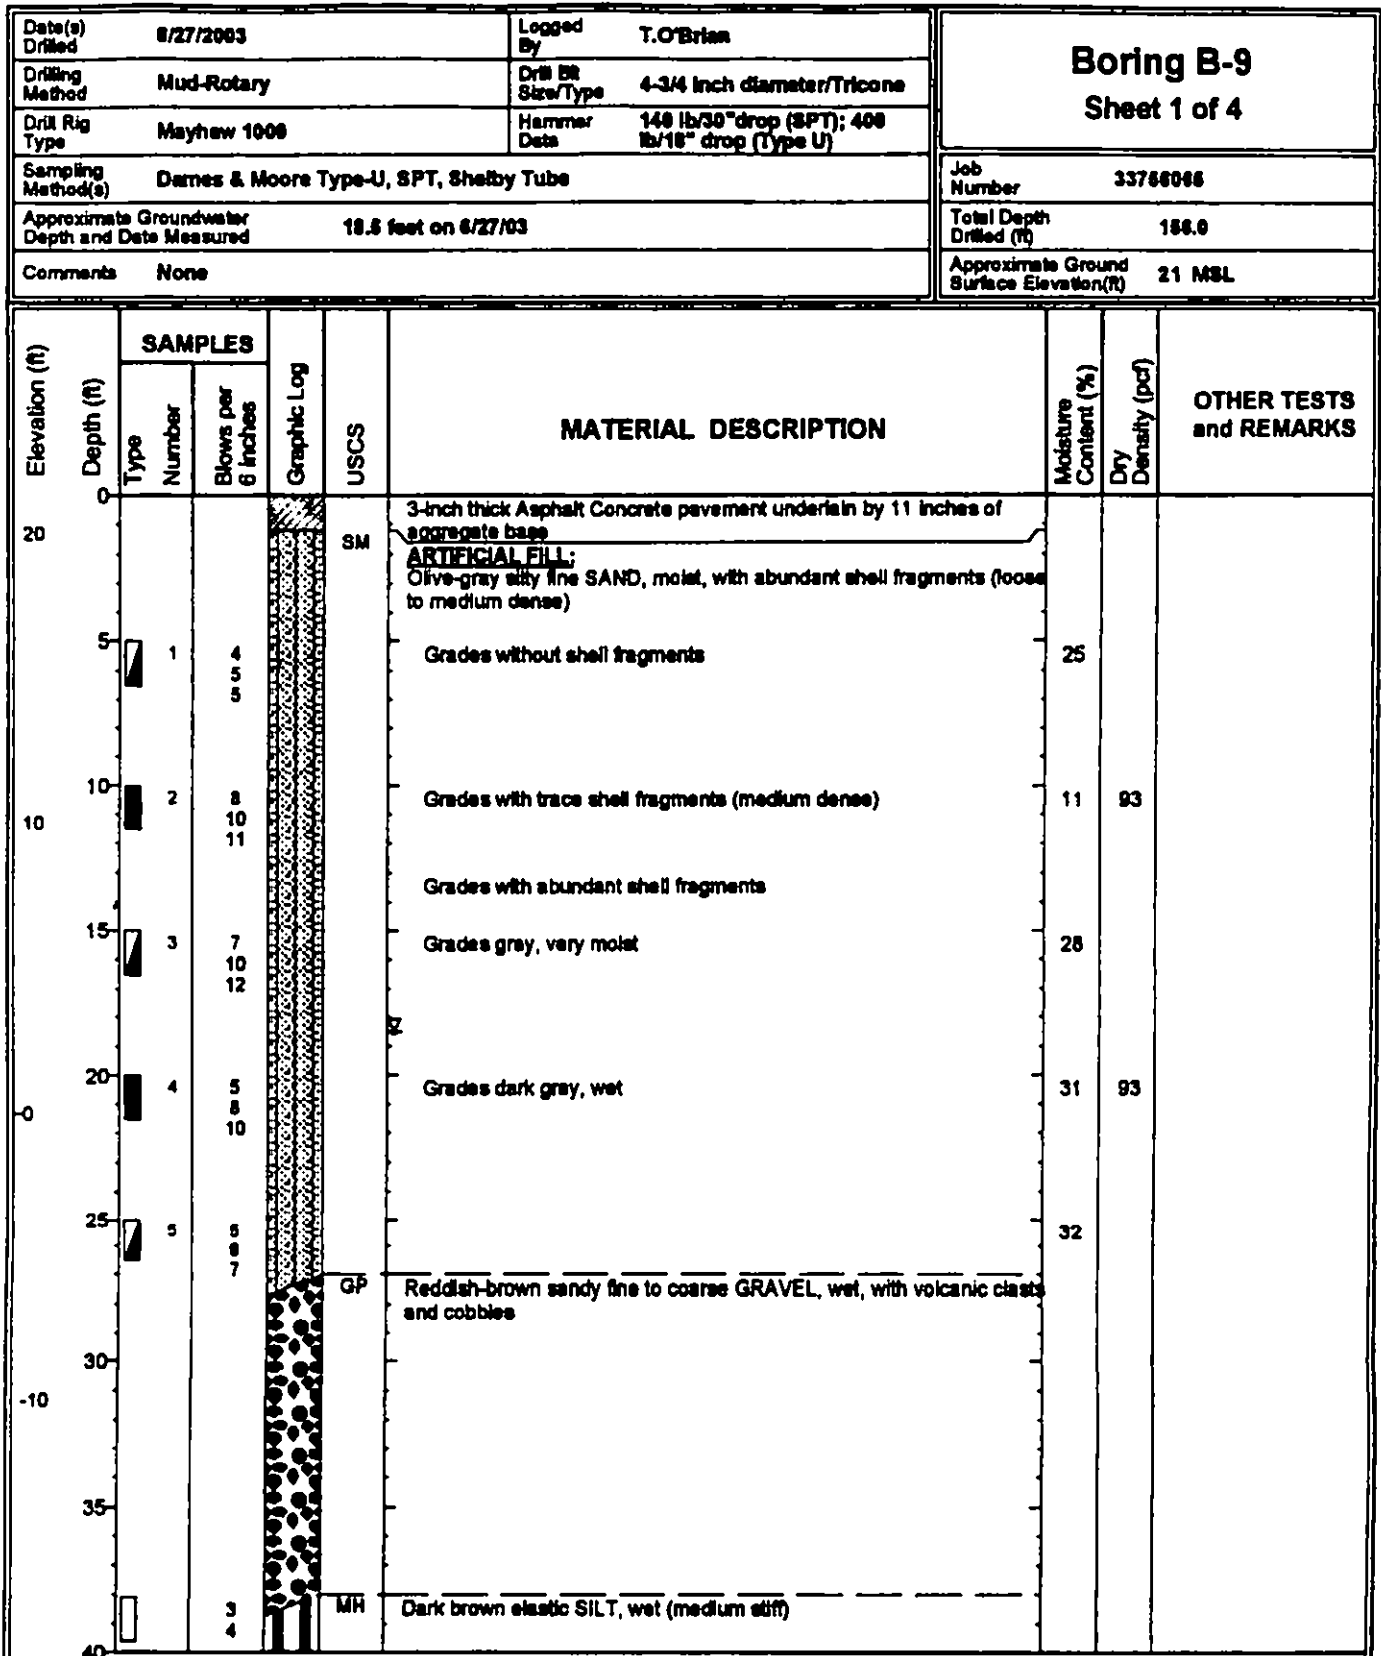 Date(s) Drilled 6/27/2003
Logged By T.O'Brian
Boring B-9
Sheet 1 of 4
Drilling Method Mud-Rotary
Drill Bit Size/Type 4-3/4 inch diameter/Tricone
Drill Rig Type Mayhew 1000
Hammer Data 140 lb/30"drop (SPT); 400 lb/18" drop (Type U)
Sampling Method(s) Dames & Moore Type-U, SPT, Shelby Tube
Job Number
Approximate Groundwater Depth and Date Measured 18.5 feet on 6/27/03
Total Depth Drilled (ft)
Comments None
Approximate Ground Surface Elevation(ft) 21 MSL
Elevation (ft)
Depth (ft)
SAMPLES
Type
Number
Blows per 6 inches
Graphic Log
USCS
MATERIAL DESCRIPTION
Moisture Content (%)
Dry Density (pcf)
OTHER TESTS and REMARKS
0
3-inch thick Asphalt Concrete pavement underlain by 11 inches of
aggregate base
20
SM
ARTIFICIAL FILL:
Olive-gray silty fine SAND, moist, with abundant shell fragments (loose
to medium dense)
5 1 4 Grades without shell fragments 25
5
5
10 2 8 Grades with trace shell fragments (medium dense) 11 93
10 10
11
Grades with abundant shell fragments
15 3 7 Grades gray, very moist 28
10
12
20 4 5 Grades dark gray, wet 31 93
0 8
10
25 5 32
7
GP Reddish-brown sandy fine to coarse GRAVEL, wet, with volcanic clasts
and cobbles
30
-10
35
3 MH Dark brown elastic SILT, wet (medium stiff)
4
40